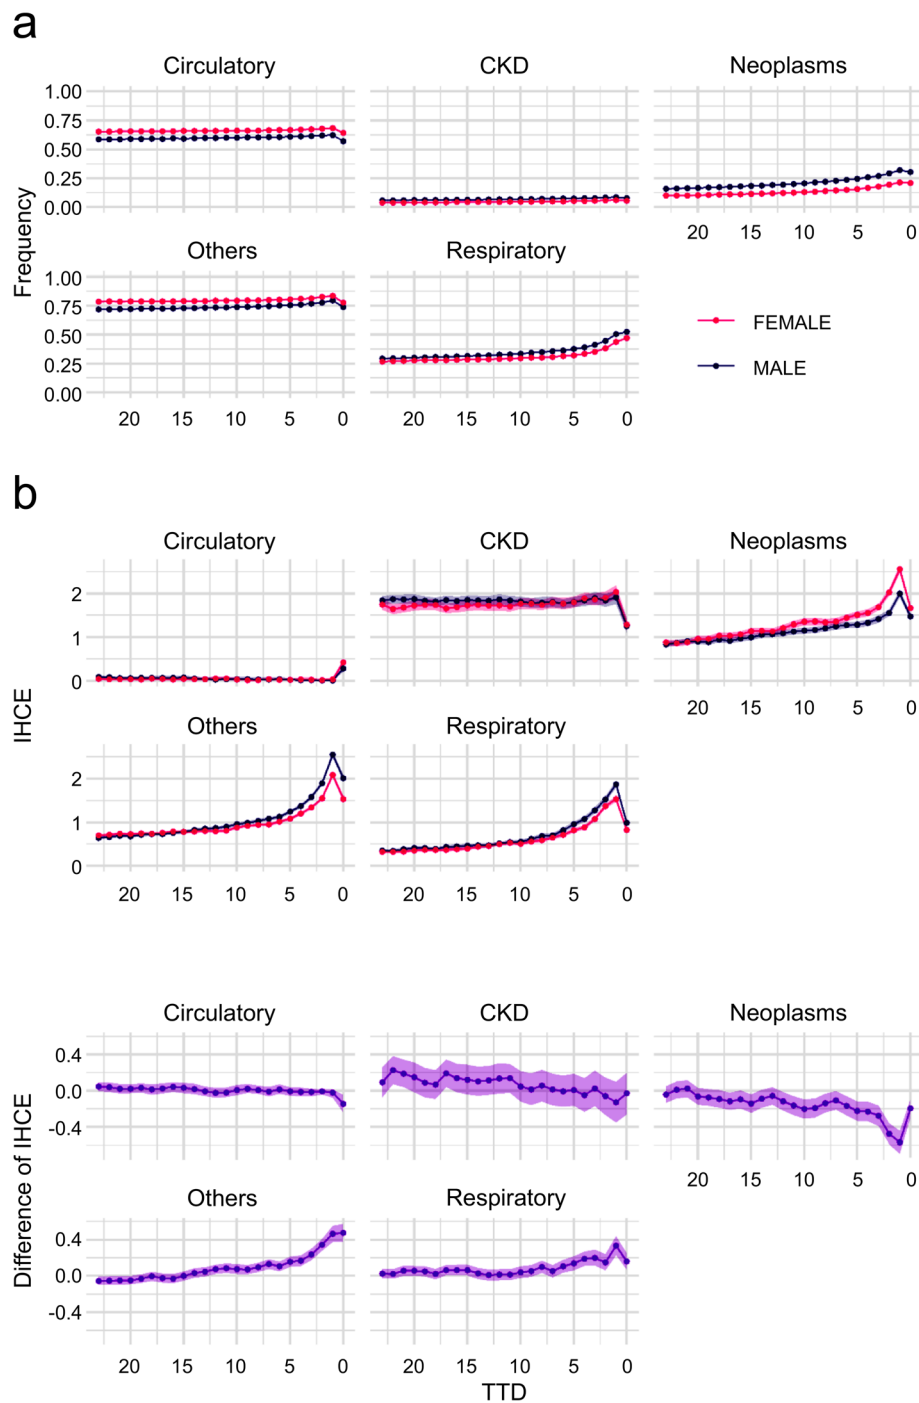 a
Circulatory CKD Neoplasms
1.00
0.75
0.50
0.25
0.00
20 15 10 5 0
Frequency
Others Respiratory
1.00
0.75
0.50
0.25
0.00
20 15 10 5 0 20 15 10 5 0
FEMALE
MALE
b
Circulatory CKD Neoplasms
2
1
0
20 15 10 5 0
IHCE
Others Respiratory
2
1
0
20 15 10 5 0 20 15 10 5 0
Circulatory CKD Neoplasms
0.4
0.0
-0.4
20 15 10 5 0
Difference of IHCE
Others Respiratory
0.4
0.0
-0.4
20 15 10 5 0 20 15 10 5 0
TTD